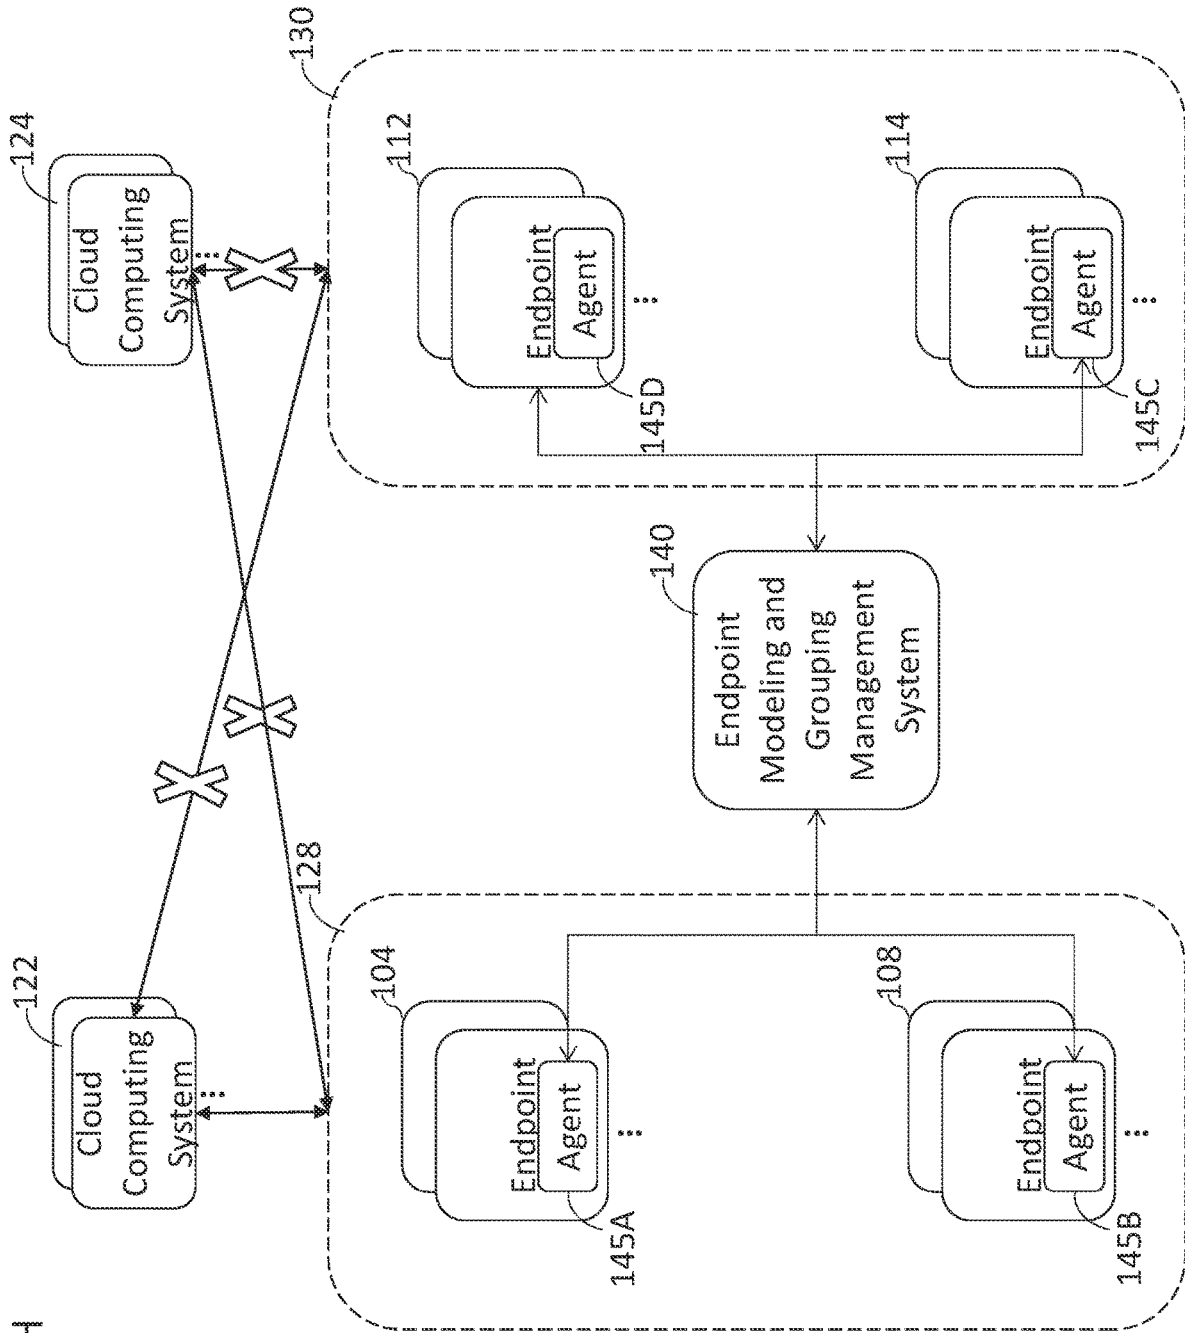 122
Cloud
Computing
System
...
124
Cloud
Computing
System
...
128
130
104
Endpoint
Agent
145A
...
108
Endpoint
Agent
145B
...
140
Endpoint
Modeling and
Grouping
Management
System
112
Endpoint
Agent
145D
...
114
Endpoint
Agent
145C
...